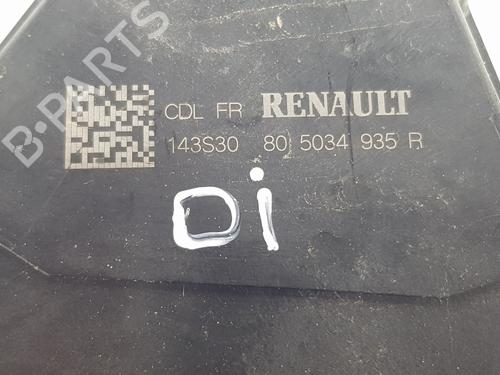 B-PARTS
CDL FR RENAULT
143S30 80 5034 935 R
Di